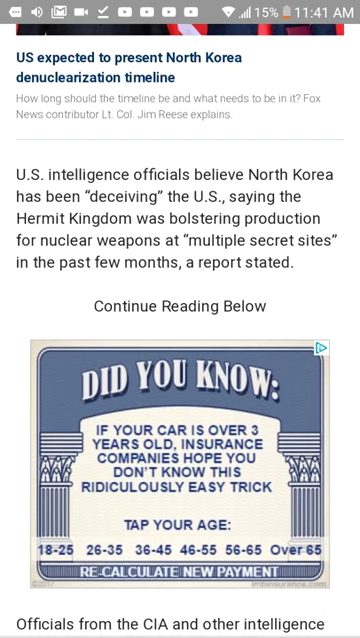 15% 11:41 AM
US expected to present North Korea
denuclearization timeline
How long should the timeline be and what needs to be in it? Fox
News contributor Lt. Col. Jim Reese explains.
U.S. intelligence officials believe North Korea
has been “deceiving” the U.S., saying the
Hermit Kingdom was bolstering production
for nuclear weapons at “multiple secret sites”
in the past few months, a report stated.
Continue Reading Below
DID YOU KNOW:
IF YOUR CAR IS OVER 3
YEARS OLD, INSURANCE
COMPANIES HOPE YOU
DON'T KNOW THIS
RIDICULOUSLY EASY TRICK
TAP YOUR AGE:
18-25 26-35 36-45 46-55 56-65 Over 65
RE-CALCULATE NEW PAYMENT
Officials from the CIA and other intelligence